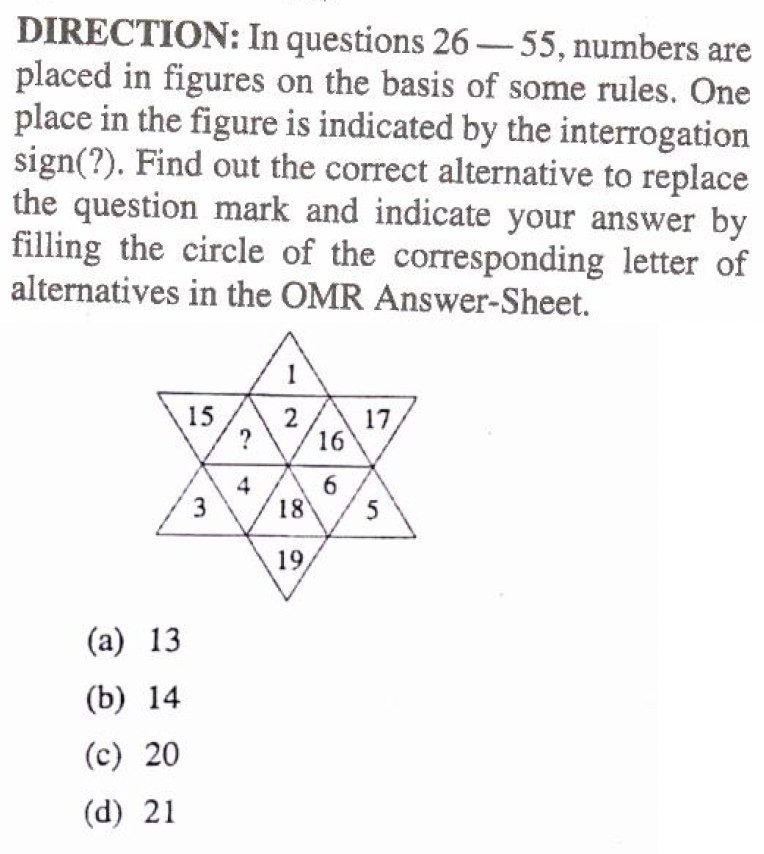 DIRECTION: In questions 26 — 55, numbers are
placed in figures on the basis of some rules. One
place in the figure is indicated by the interrogation
sign(?). Find out the correct alternative to replace
the question mark and indicate your answer by
filling the circle of the corresponding letter of
alternatives in the OMR Answer-Sheet.
1
15 2 17
? 16
4 6
3 18 5
19
(a) 13
(b) 14
(c) 20
(d) 21